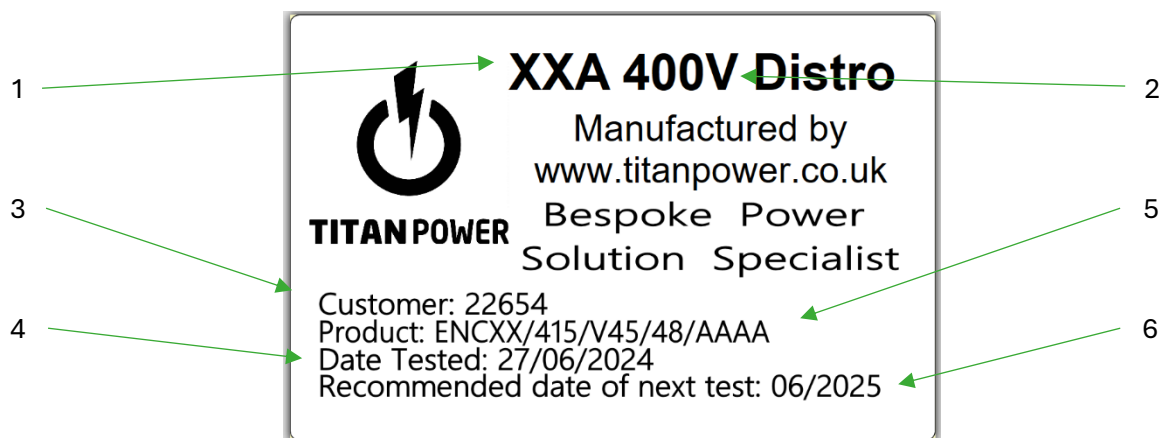 1
XXA 400V Distro
2
Manufactured by
www.titanpower.co.uk
TITAN POWER
Bespoke Power
Solution Specialist
3
5
Customer: 22654
Product: ENCXX/415/V45/48/AAAA
4
Date Tested: 27/06/2024
6
Recommended date of next test: 06/2025